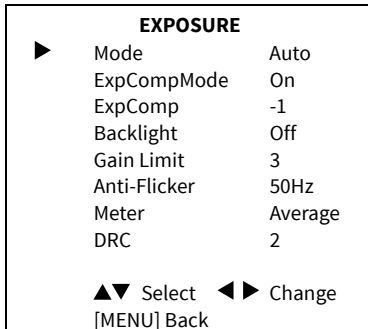 EXPOSURE
▶ Mode Auto
ExpCompMode On
ExpComp -1
Backlight Off
Gain Limit 3
Anti-Flicker 50Hz
Meter Average
DRC 2
▲▼ Select ◀ ▶ Change
[MENU] Back